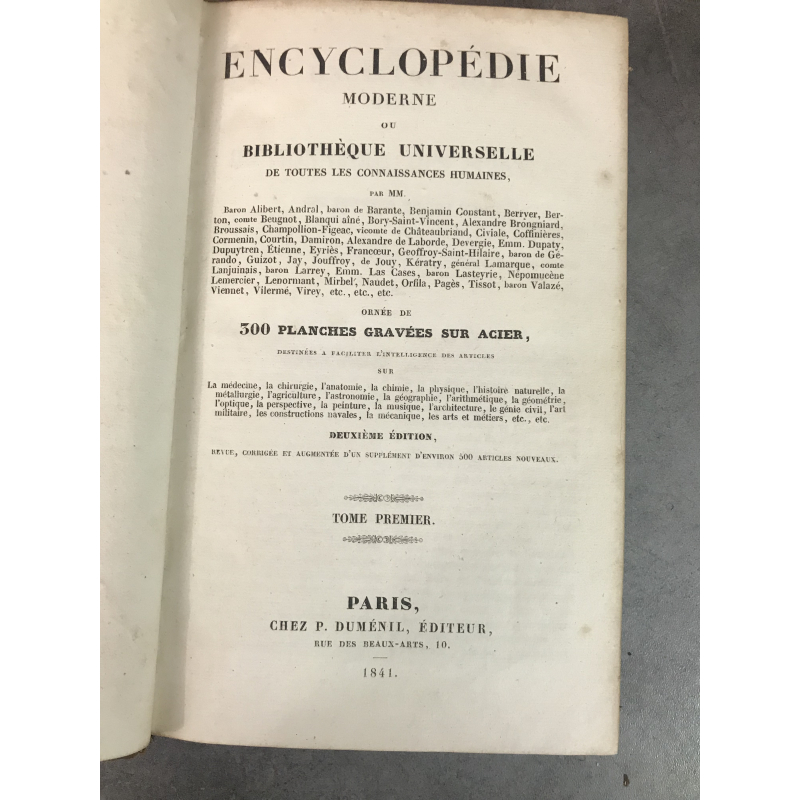 ENCYCLOPÉDIE
MODERNE
OU
BIBLIOTHÈQUE UNIVERSELLE
DE TOUTES LES CONNAISSANCES HUMAINES,
PAR MM.
Baron Alibert, Andral, baron de Barante, Benjamin Constant, Berryer, Ber-
ton, comte Beugnot, Blanqui aîné, Bory-Saint-Vincent, Alexandre Brongniard,
Broussais, Champollion-Figeac, vicomte de Châteaubriand, Civiale, Coffinières,
Cormenin, Courtin, Damiron, Alexandre de Laborde, Devergie, Emm. Dupaty,
Dupuytren, Étienne, Eyriès, Francœur, Geoffroy-Saint-Hilaire, baron de Gé-
rando, Guizot, Jay, Jouffroy, de Jouy, Kératry, général Lamarque, comte
Lanjuinais, baron Larrey, Emm. Las Cases, baron Lasteyrie, Népomucène
Lemercier, Lenormant, Mirbel, Naudet, Orfila, Pagès, Tissot, baron Valazé,
Viennet, Vilermé, Virey, etc., etc., etc.
ORNÉE DE
300 PLANCHES GRAVÉES SUR ACIER,
DESTINÉES A FACILITER L'INTELLIGENCE DES ARTICLES
SUR
La médecine, la chirurgie, l'anatomie, la chimie, la physique, l'histoire naturelle, la
métallurgie, l'agriculture, l'astronomie, la géographie, l'arithmétique, la géométrie,
l'optique, la perspective, la peinture, la musique, l'architecture, le génie civil, l'art
militaire, les constructions navales, la mécanique, les arts et métiers, etc., etc.
DEUXIÈME ÉDITION,
REVUE, CORRIGÉE ET AUGMENTÉE D'UN SUPPLÉMENT D'ENVIRON 500 ARTICLES NOUVEAUX.
TOME PREMIER.
PARIS,
CHEZ P. DUMÉNIL, ÉDITEUR,
RUE DES BEAUX-ARTS, 10.
1841.